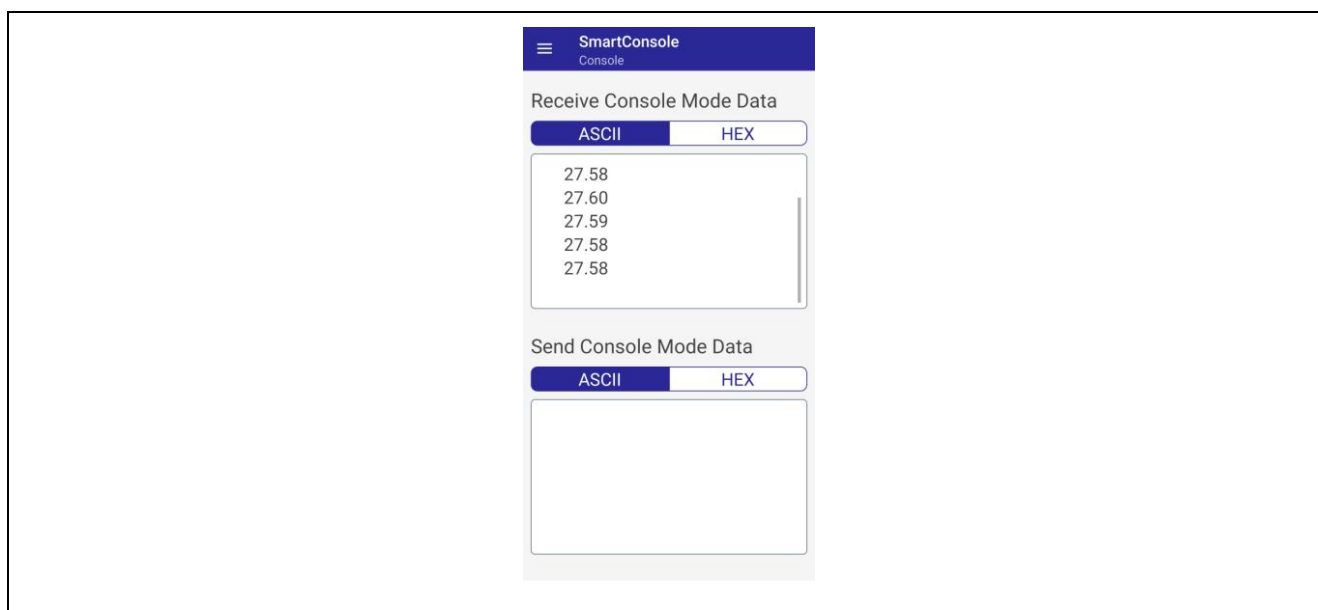 SmartConsole
Console
Receive Console Mode Data
ASCII HEX
27.58
27.60
27.59
27.58
27.58
Send Console Mode Data
ASCII HEX